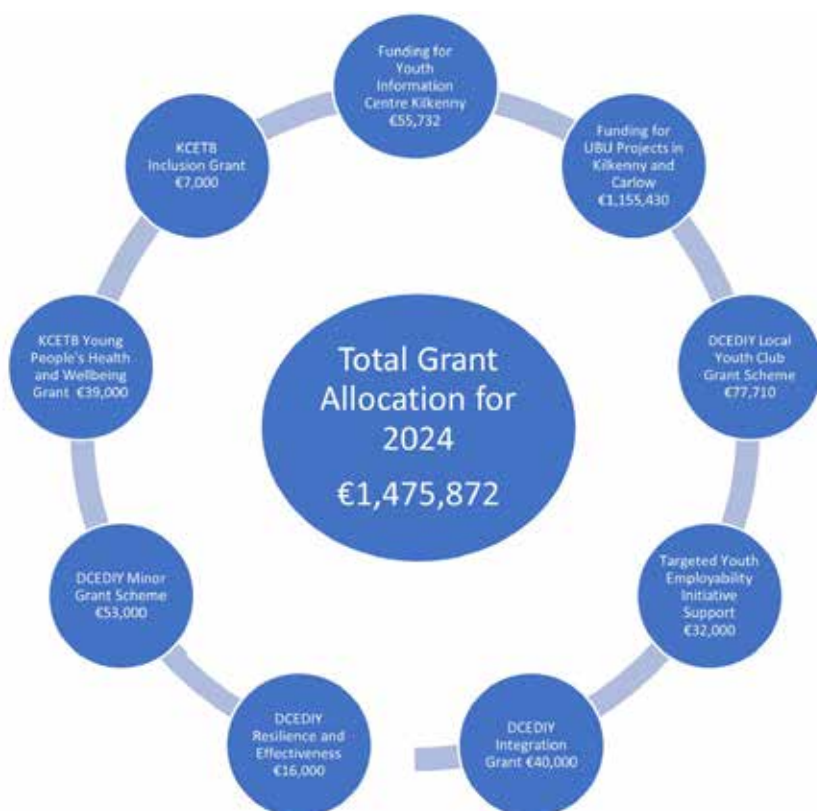 Funding for
Youth
Information
Centre Kilkenny
€55,732
Funding for
UBU Projects in
Kilkenny and
Carlow
€1,155,430
DCEDIY Local
Youth Club
Grant Scheme
€77,710
Targeted Youth
Employability
Initiative
Support
€32,000
DCEDIY
Integration
Grant €40,000
DCEDIY
Resilience and
Effectiveness
€16,000
DCEDIY Minor
Grant Scheme
€53,000
KCETB Young
People's Health
and Wellbeing
Grant €39,000
KCETB
Inclusion Grant
€7,000
Total Grant
Allocation for
2024
€1,475,872